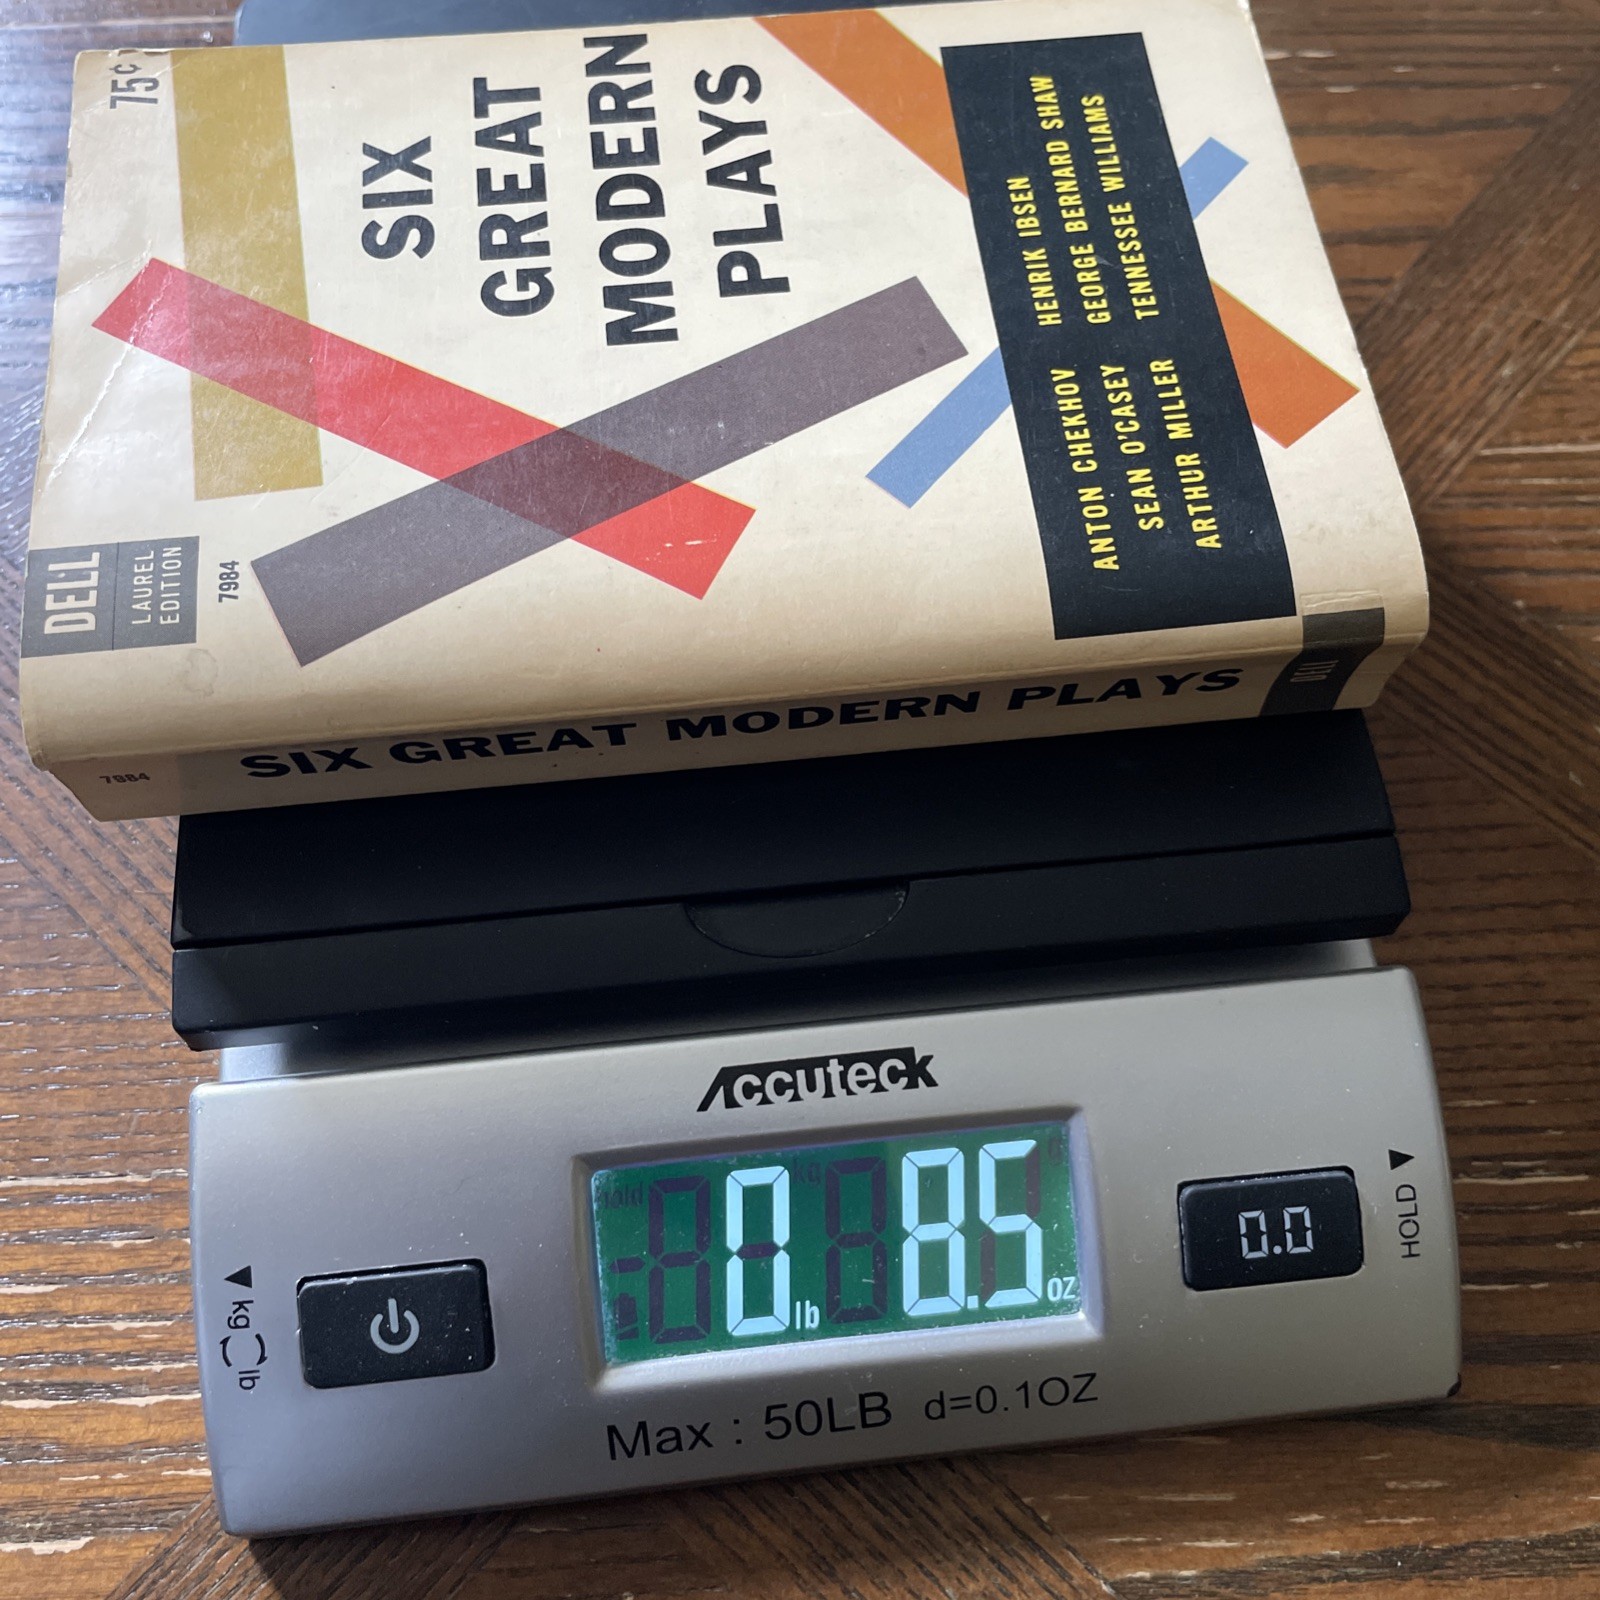 75¢
SIX
GREAT
MODERN
PLAYS
ANTON CHEKHOV HENRIK IBSEN
SEAN O'CASEY GEORGE BERNARD SHAW
ARTHUR MILLER TENNESSEE WILLIAMS
DELL
LAUREL
EDITION
7984
7984 SIX GREAT MODERN PLAYS DELL
Accuteck
hold
kg
0 lb 8.5 oz
0.0
HOLD
kg lb
Max : 50LB d=0.1OZ